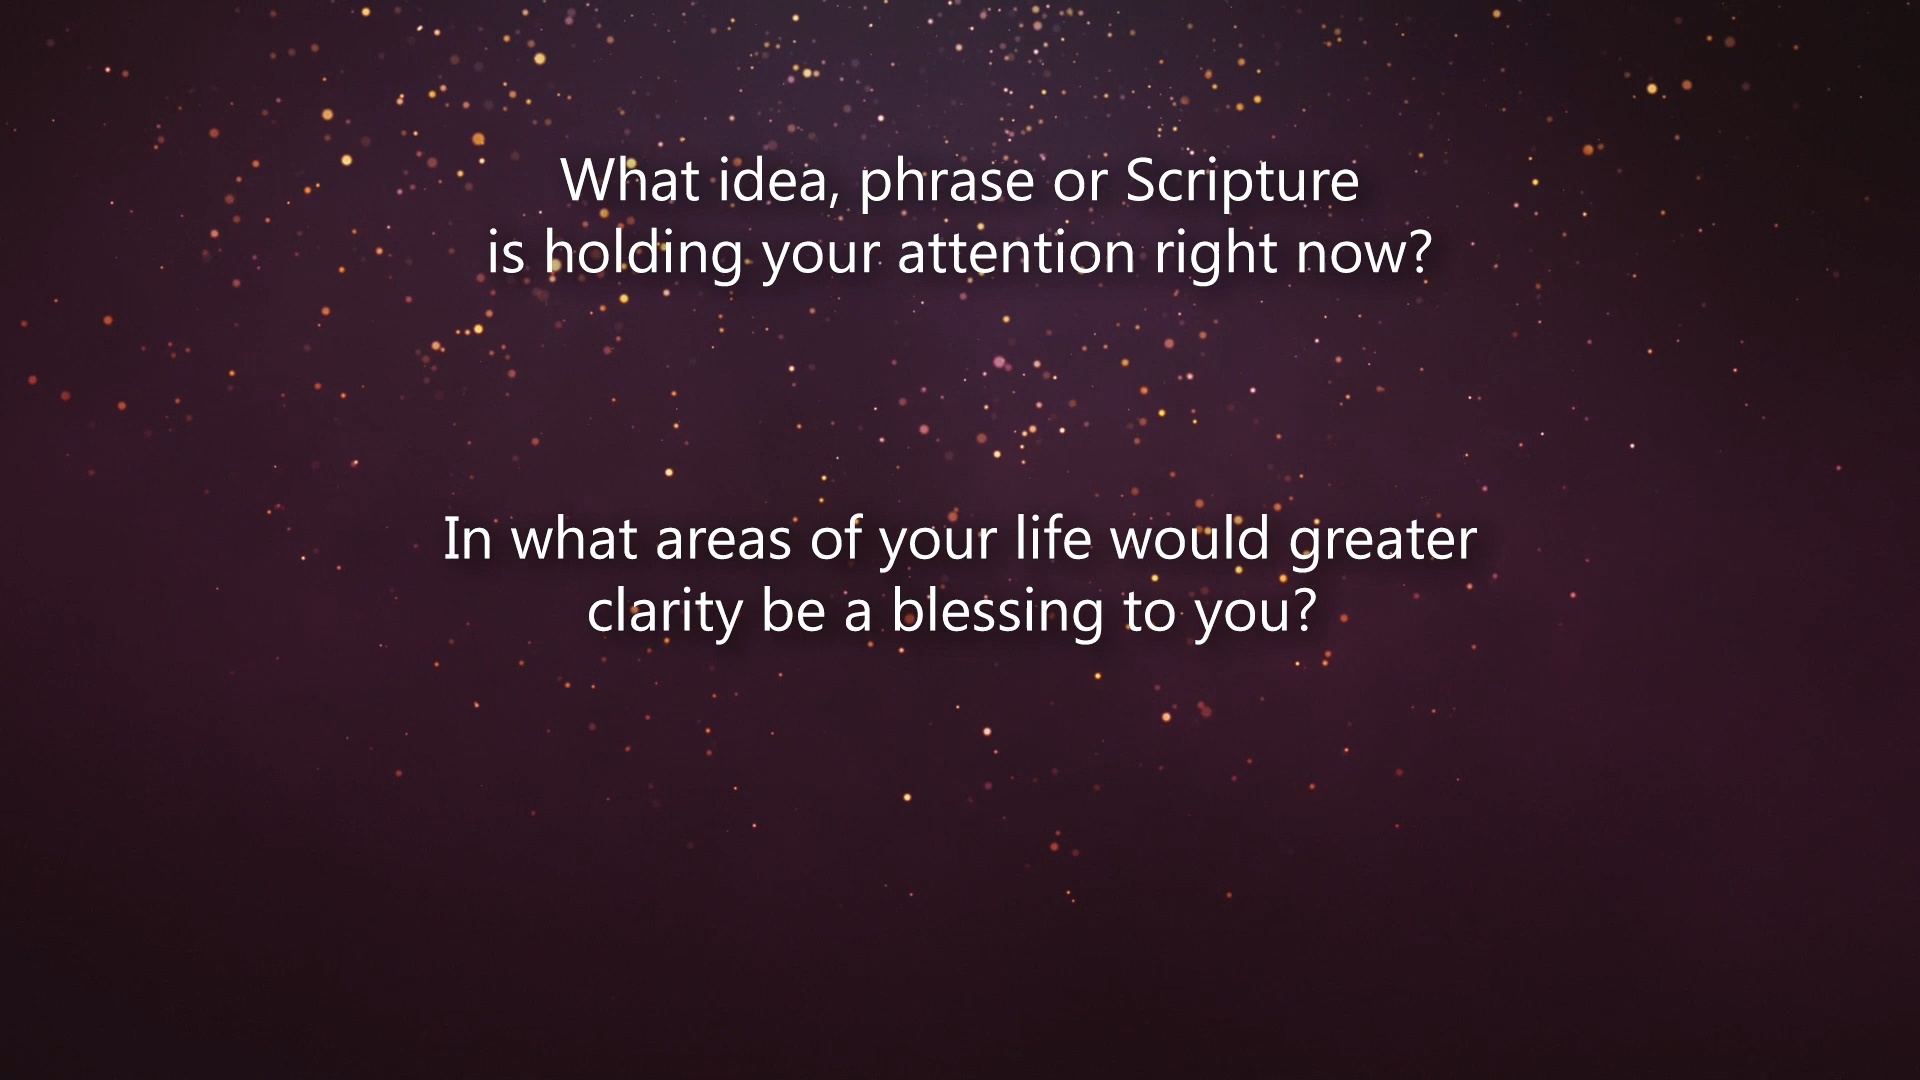 What idea, phrase or Scripture
is holding your attention right now?
In what areas of your life would greater
clarity be a blessing to you?